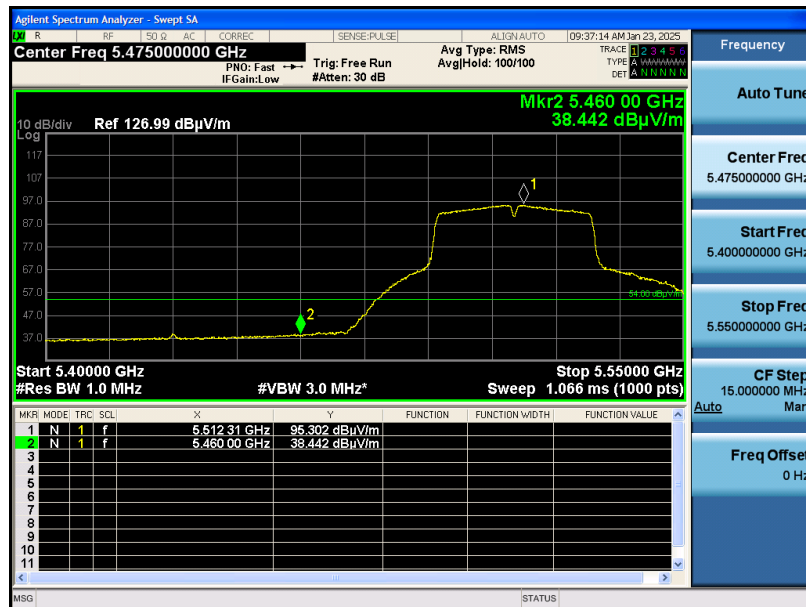 Agilent Spectrum Analyzer - Swept SA
LXI R RF 50 Ω AC CORREC SENSE:PULSE ALIGN AUTO 09:37:14 AM Jan 23, 2025
Center Freq 5.475000000 GHz
PNO: Fast
IFGain:Low
Trig: Free Run
#Atten: 30 dB
Avg Type: RMS
Avg|Hold: 100/100
TRACE 1 2 3 4 5 6
TYPE A W W W W W
DET A N N N N N
Mkr2 5.460 00 GHz
38.442 dBµV/m
10 dB/div Ref 126.99 dBµV/m
Log
117
107
97.0
87.0
77.0
67.0
57.0
47.0
37.0
1
2
54.00 dBµV/m
Start 5.40000 GHz Stop 5.55000 GHz
#Res BW 1.0 MHz #VBW 3.0 MHz* Sweep 1.066 ms (1000 pts)
MKR MODE TRC SCL X Y FUNCTION FUNCTION WIDTH FUNCTION VALUE
1 N 1 f 5.512 31 GHz 95.302 dBµV/m
2 N 1 f 5.460 00 GHz 38.442 dBµV/m
3
4
5
6
7
8
9
10
11
MSG STATUS
Frequency
Auto Tune
Center Freq
5.475000000 GHz
Start Freq
5.400000000 GHz
Stop Freq
5.550000000 GHz
CF Step
15.000000 MHz
Auto Man
Freq Offset
0 Hz